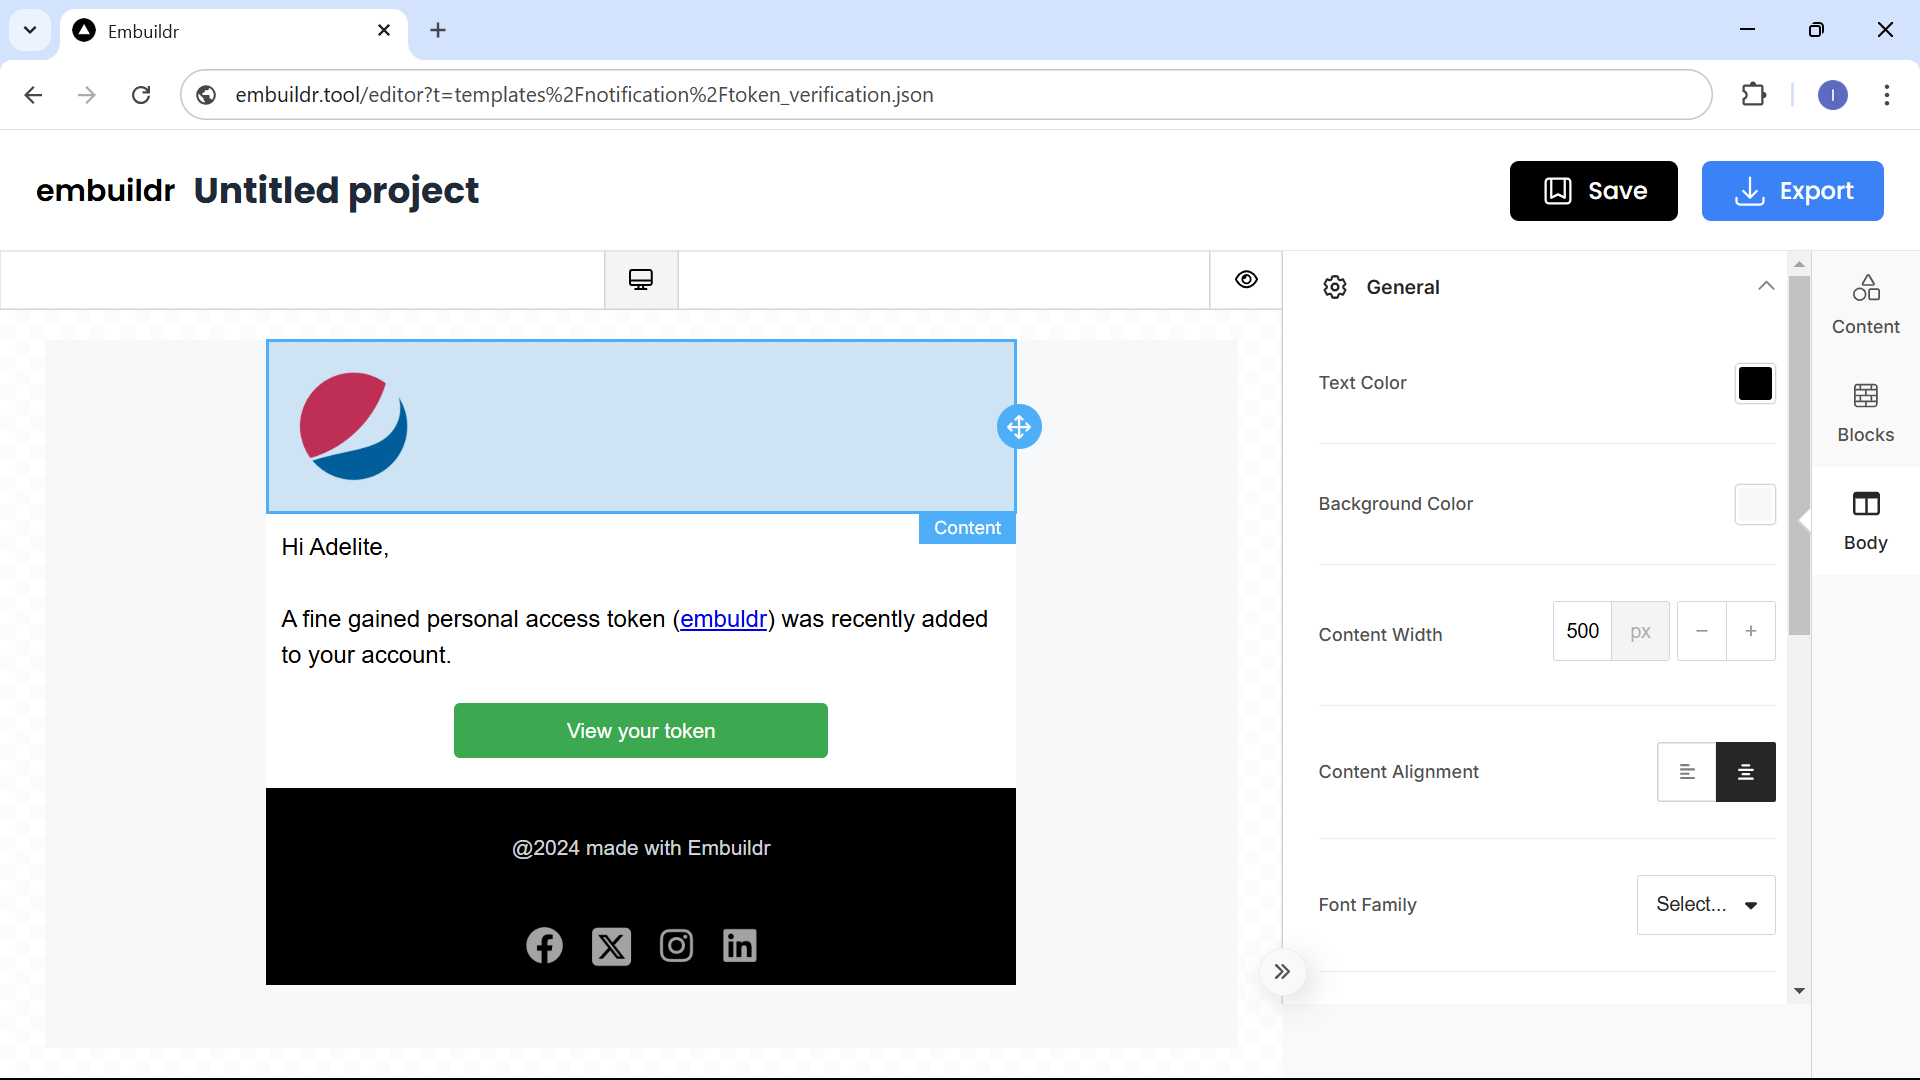 Embuildr
embuildr.tool/editor?t=templates%2Fnotification%2Ftoken_verification.json
I
embuildr Untitled project
Save
Export
General
Content
Text Color
Blocks
Background Color
Body
Content
Hi Adelite,
A fine gained personal access token (embuldr) was recently added
to your account.
Content Width
500 px − +
View your token
Content Alignment
@2024 made with Embuildr
Font Family
Select...